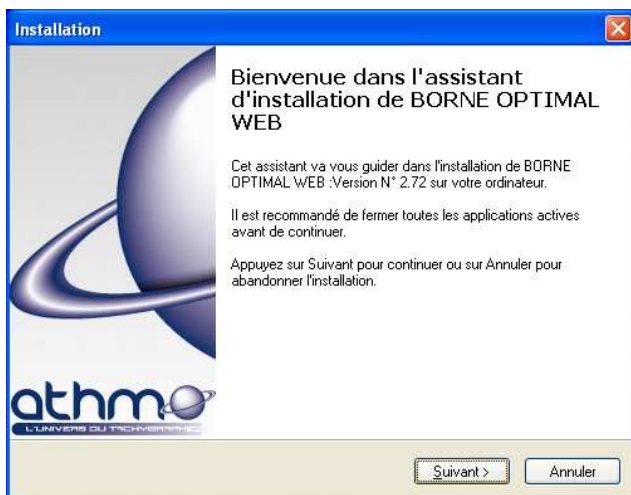 Installation
Bienvenue dans l'assistant
d'installation de BORNE OPTIMAL
WEB
Cet assistant va vous guider dans l'installation de BORNE
OPTIMAL WEB :Version N° 2.72 sur votre ordinateur.
Il est recommandé de fermer toutes les applications actives
avant de continuer.
Appuyez sur Suivant pour continuer ou sur Annuler pour
abandonner l'installation.
athmo
L'UNIVERS DU TACHYGRAPHE
Suivant >
Annuler